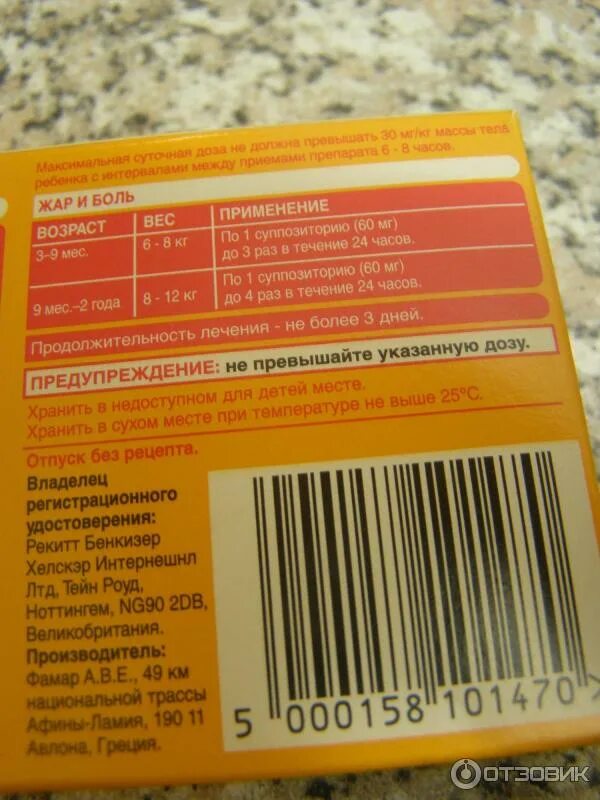 Максимальная суточная доза не должна превышать 30 мг/кг массы тела
ребенка с интервалами между приемами препарата 6 - 8 часов.
ЖАР И БОЛЬ
ВОЗРАСТ ВЕС ПРИМЕНЕНИЕ
3-9 мес. 6 - 8 кг По 1 суппозиторию (60 мг)
до 3 раз в течение 24 часов.
9 мес.–2 года 8 - 12 кг По 1 суппозиторию (60 мг)
до 4 раз в течение 24 часов.
Продолжительность лечения - не более 3 дней.
ПРЕДУПРЕЖДЕНИЕ: не превышайте указанную дозу.
Хранить в недоступном для детей месте.
Хранить в сухом месте при температуре не выше 25°C.
Отпуск без рецепта.
Владелец
регистрационного
удостоверения:
Рекитт Бенкизер
Хелскэр Интернешнл
Лтд, Тейн Роуд,
Ноттингем, NG90 2DB,
Великобритания.
Производитель:
Фамар А.В.Е., 49 км
национальной трассы
Афины-Ламия, 190 11
Авлона, Греция.
5 000158 101470 >
ОТЗОВИК